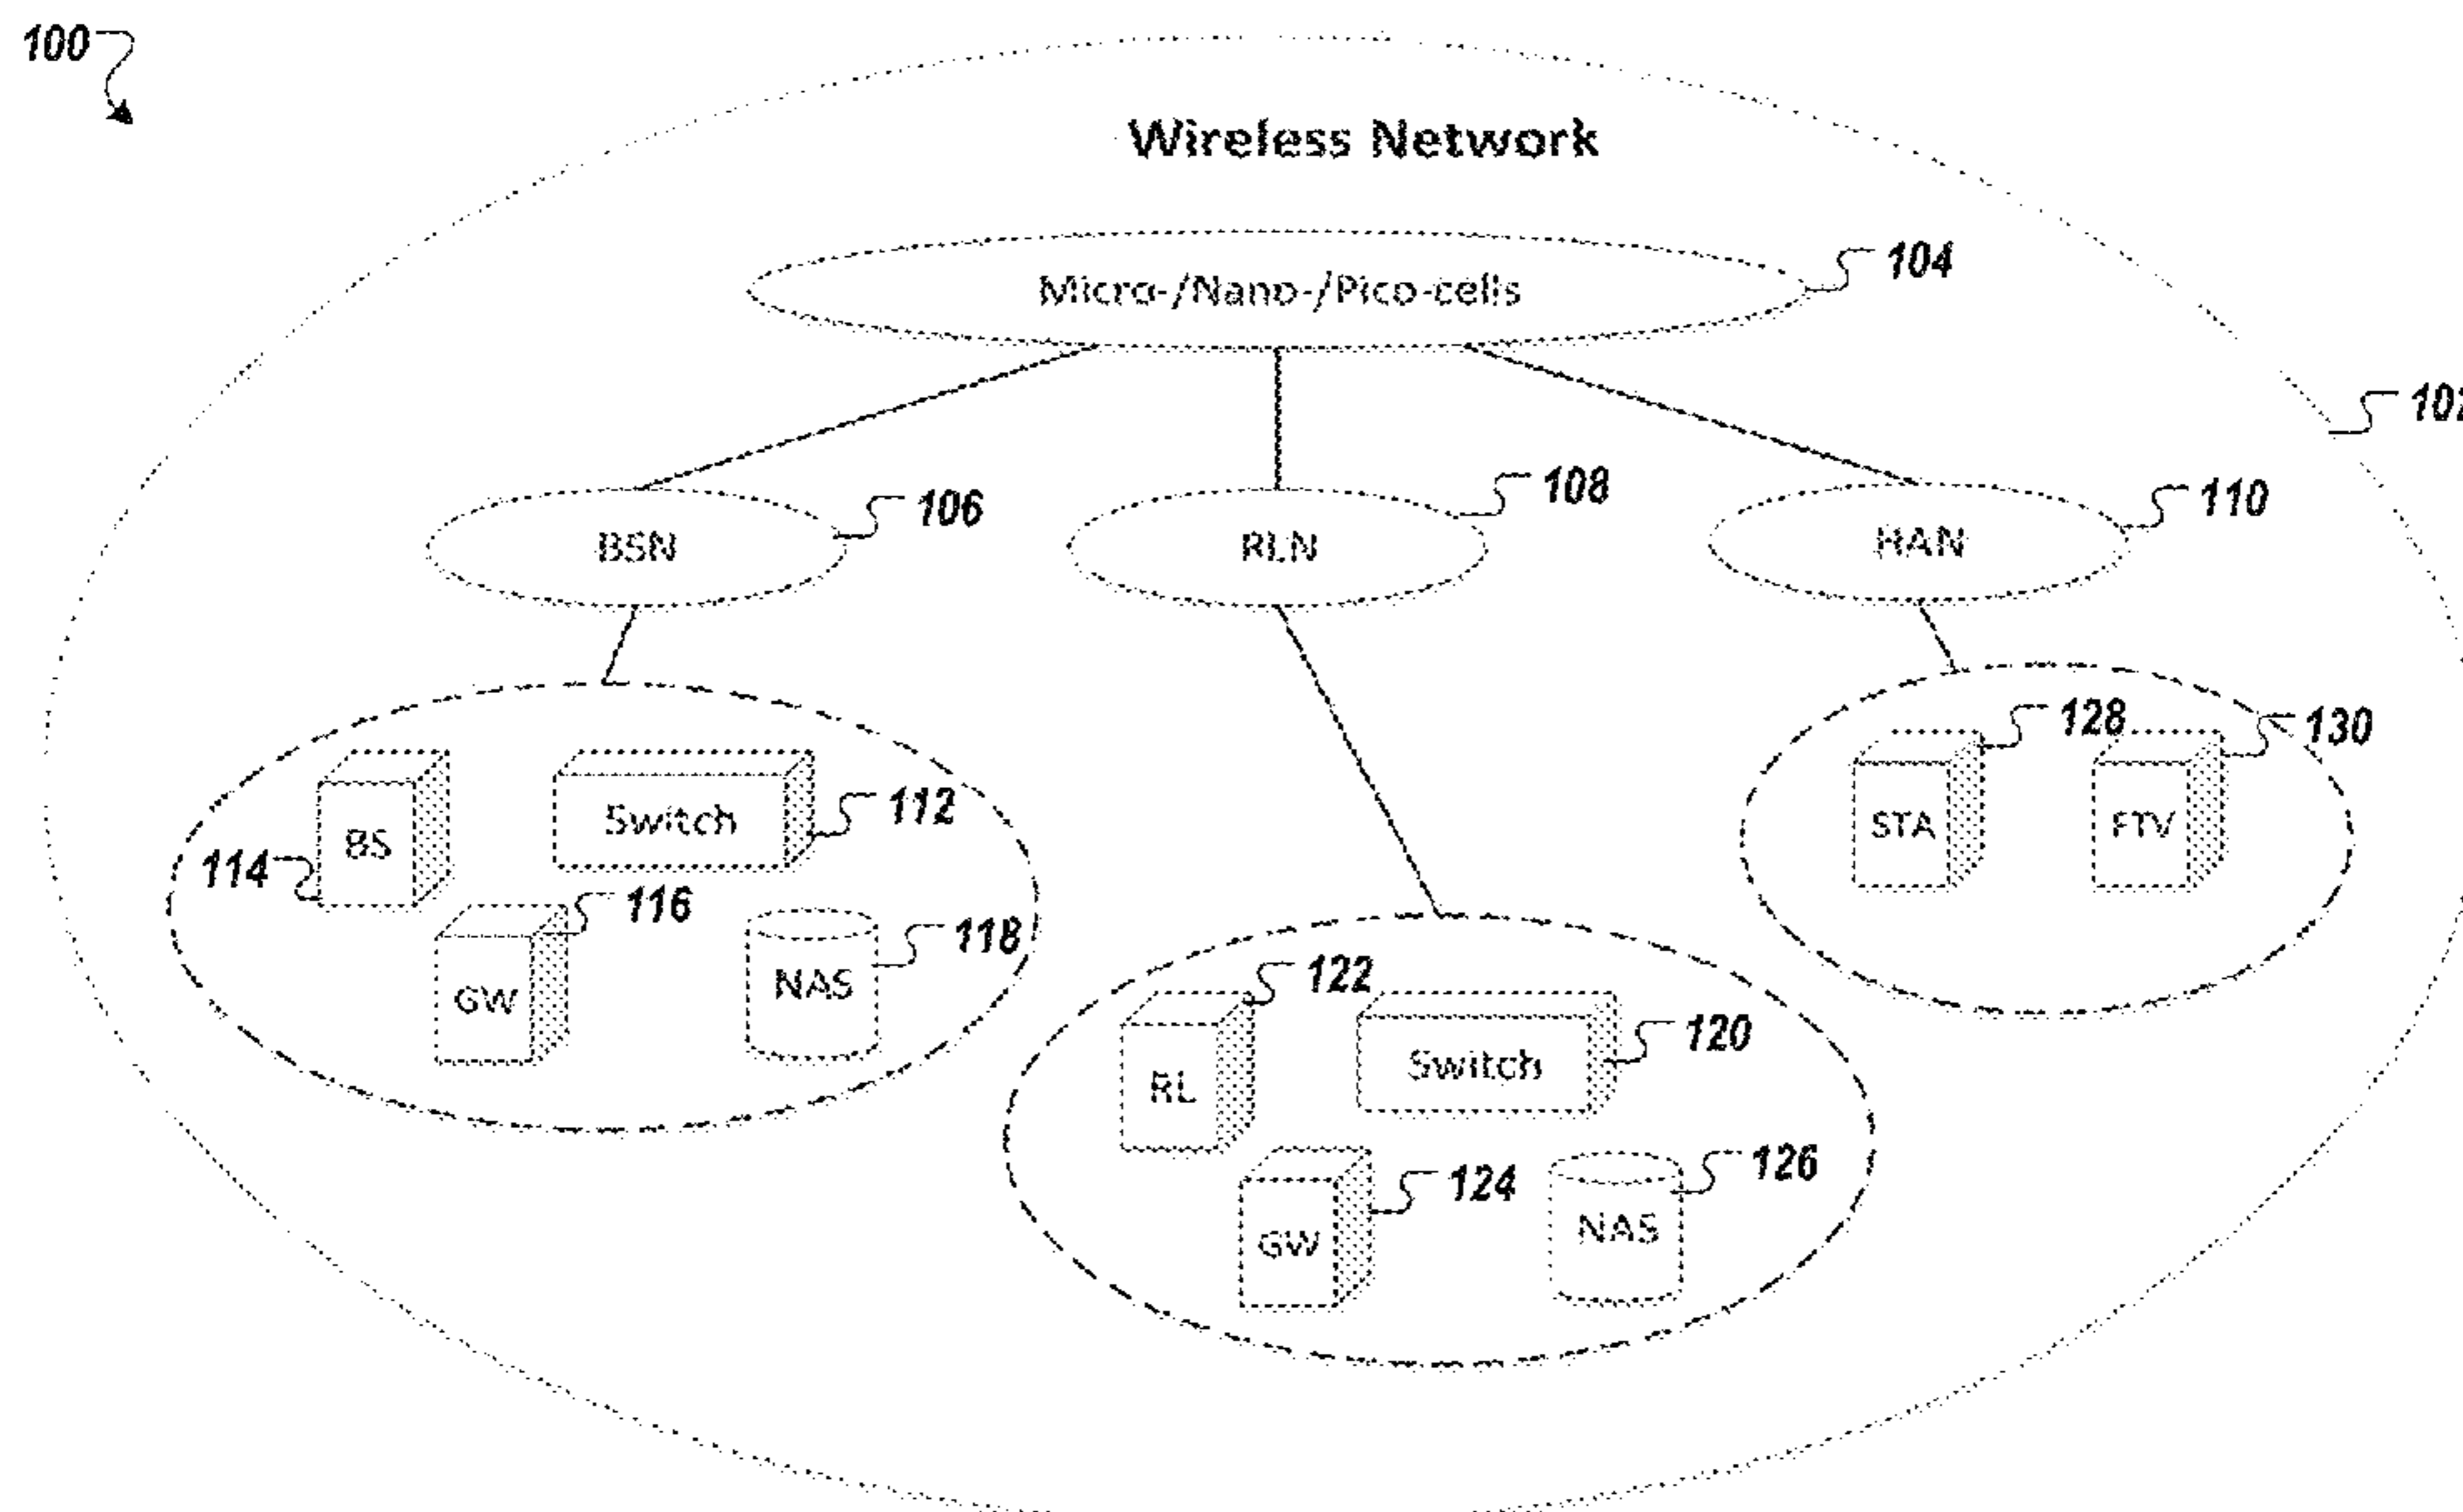 100
Wireless Network
Micro-/Nano-/Pico-cells
104
102
BSN
106
RLN
108
HAN
110
BS
114
Switch
112
GW
116
NAS
118
RL
122
Switch
120
GW
124
NAS
126
STA
128
FTV
130